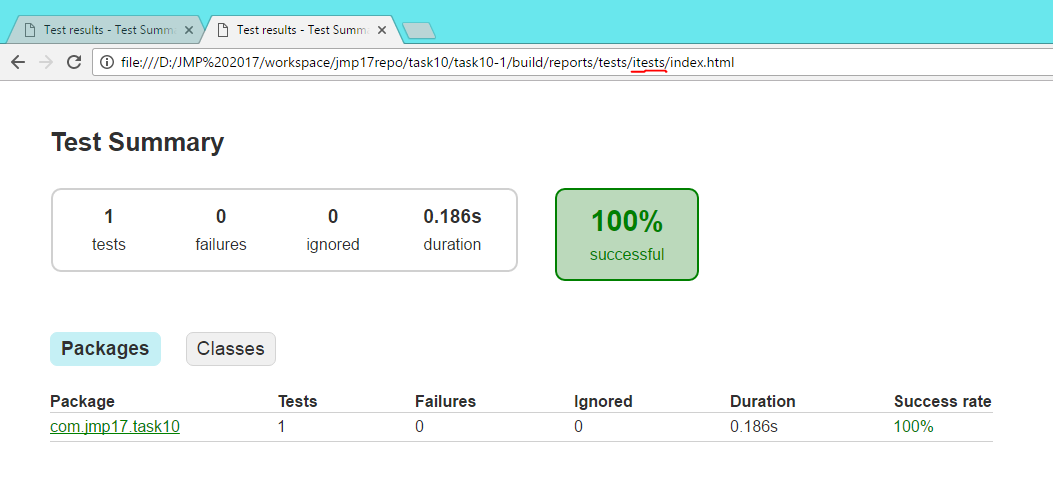 Test results - Test Summ
Test results - Test Summ
file:///D:/JMP%202017/workspace/jmp17repo/task10/task10-1/build/reports/tests/itests/index.html
Test Summary
1 0 0 0.186s
tests failures ignored duration
100%
successful
Packages Classes
Package Tests Failures Ignored Duration Success rate
com.jmp17.task10 1 0 0 0.186s 100%